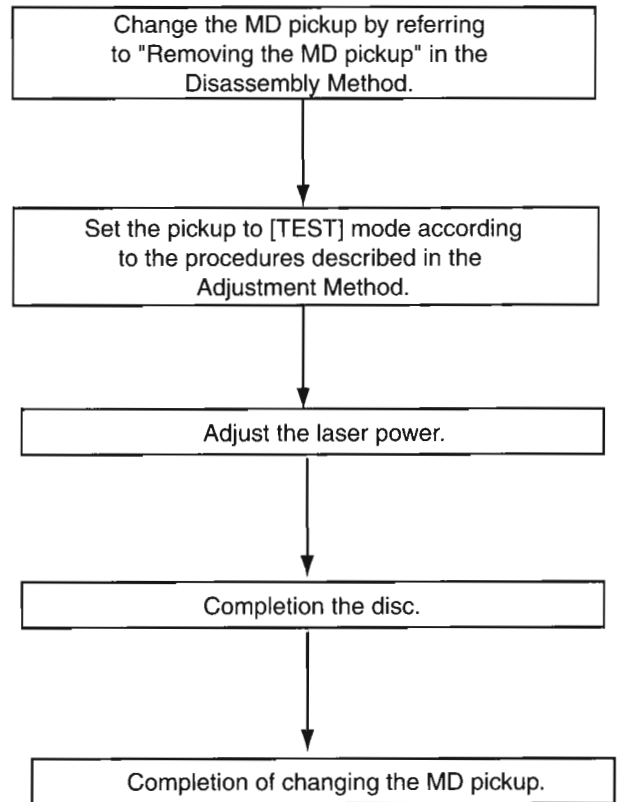 Change the MD pickup by referring
to "Removing the MD pickup" in the
Disassembly Method.
Set the pickup to [TEST] mode according
to the procedures described in the
Adjustment Method.
Adjust the laser power.
Completion the disc.
Completion of changing the MD pickup.